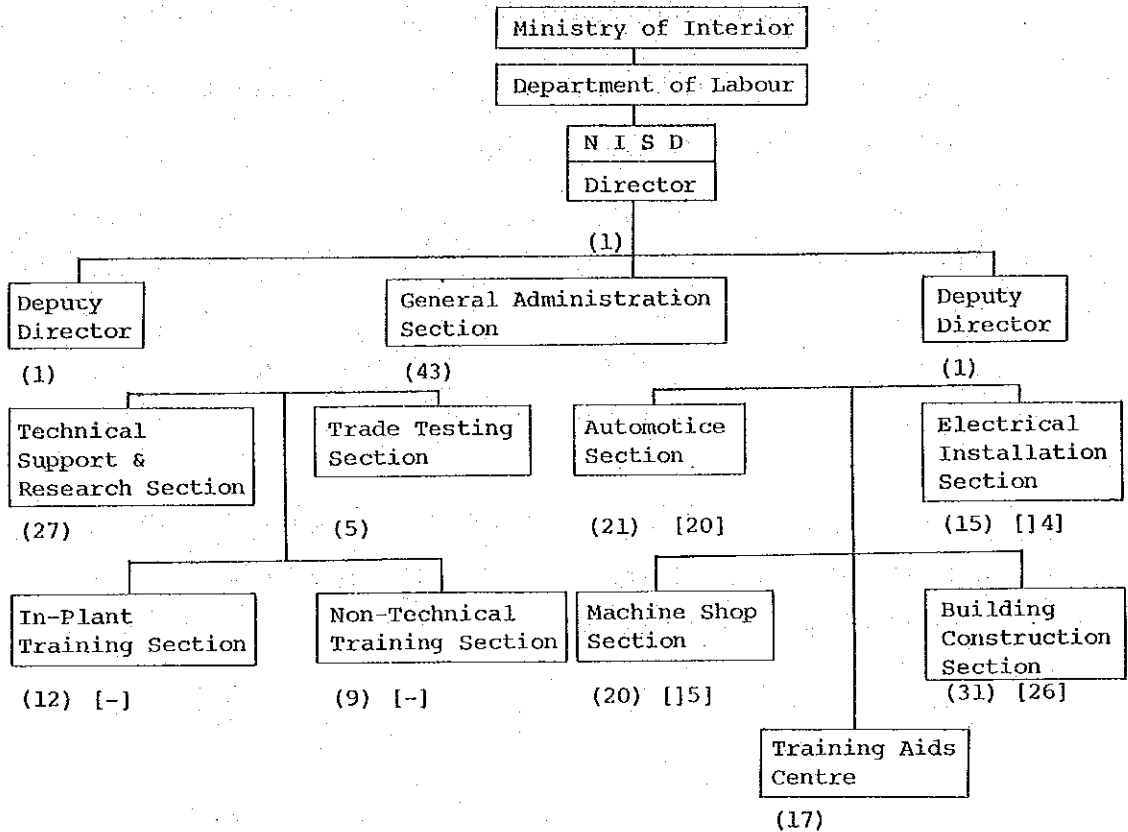 Ministry of Interior
Department of Labour
N I S D
Director
(1)
Deputy
Director
(1)
General Administration
Section
(43)
Deputy
Director
(1)
Technical
Support &
Research Section
(27)
Trade Testing
Section
(5)
Automotice
Section
(21) [20]
Electrical
Installation
Section
(15) []4]
In-Plant
Training Section
(12) [-]
Non-Technical
Training Section
(9) [-]
Machine Shop
Section
(20) []5]
Building
Construction
Section
(31) [26]
Training Aids
Centre
(17)